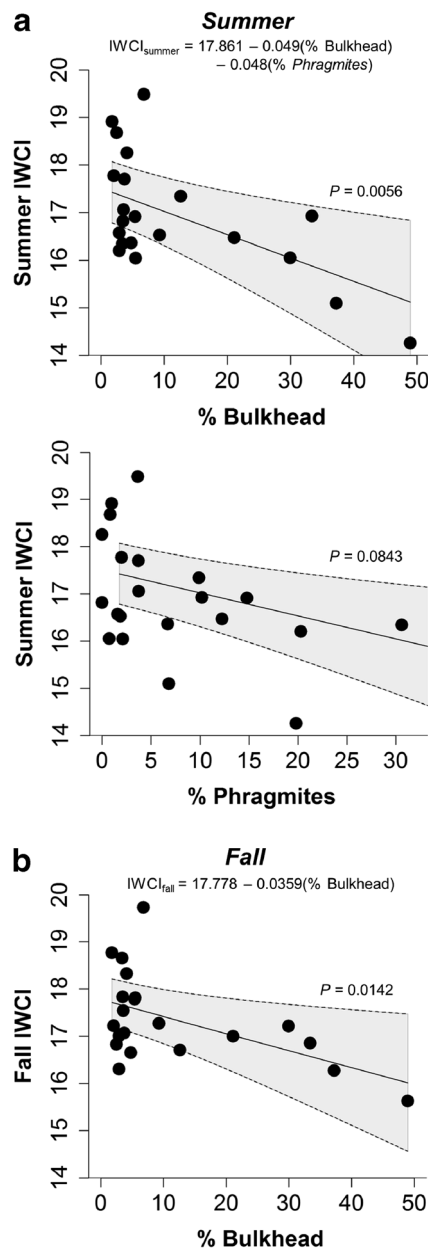 a
Summer
IWCIsummer = 17.861 – 0.049(% Bulkhead)
– 0.048(% Phragmites)
20
19
18
17
16
15
14
Summer IWCI
P = 0.0056
0 10 20 30 40 50
% Bulkhead
20
19
18
17
16
15
14
Summer IWCI
P = 0.0843
0 5 10 15 20 25 30
% Phragmites
b
Fall
IWCIfall = 17.778 – 0.0359(% Bulkhead)
20
19
18
17
16
15
14
Fall IWCI
P = 0.0142
0 10 20 30 40 50
% Bulkhead